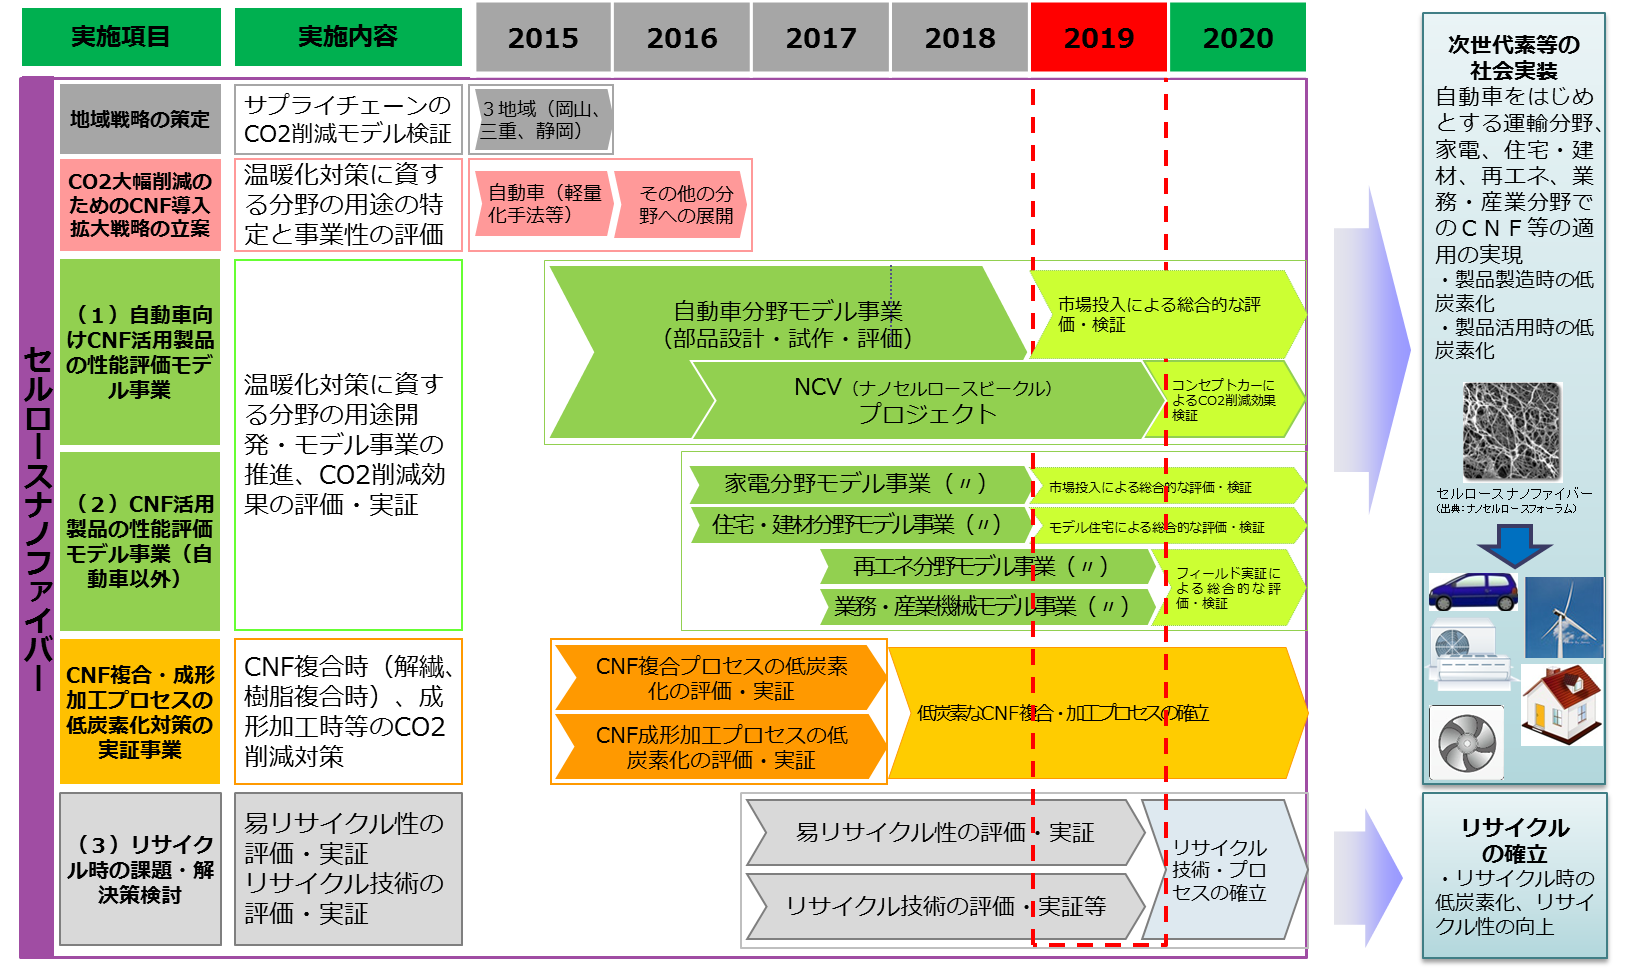 実施項目
実施内容
2015
2016
2017
2018
2019
2020
セルロースナノファイバー
地域戦略の策定
サプライチェーンの
CO2削減モデル検証
３地域（岡山、
三重、静岡）
CO2大幅削減の
ためのCNF導入
拡大戦略の立案
温暖化対策に資す
る分野の用途の特
定と事業性の評価
自動車（軽量
化手法等）
その他の分
野への展開
（１）自動車向
けCNF活用製品
の性能評価モデ
ル事業
温暖化対策に資す
る分野の用途開
発・モデル事業の
推進、CO2削減効
果の評価・実証
自動車分野モデル事業
（部品設計・試作・評価）
市場投入による総合的な評
価・検証
NCV（ナノセルロースビークル）
プロジェクト
コンセプトカーに
よるCO2削減効果
検証
（２）CNF活用
製品の性能評価
モデル事業（自
動車以外）
家電分野モデル事業（〃）
市場投入による総合的な評価・検証
住宅・建材分野モデル事業（〃）
モデル住宅による総合的な評価・検証
再エネ分野モデル事業（〃）
業務・産業機械モデル事業（〃）
フィールド実証に
よる総合的な評
価・検証
CNF複合・成形
加工プロセスの
低炭素化対策の
実証事業
CNF複合時（解繊、
樹脂複合時）、成
形加工時等のCO2
削減対策
CNF複合プロセスの低炭素
化の評価・実証
CNF成形加工プロセスの低
炭素化の評価・実証
低炭素なCNF複合・加工プロセスの確立
（３）リサイク
ル時の課題・解
決策検討
易リサイクル性の
評価・実証
リサイクル技術の
評価・実証
易リサイクル性の評価・実証
リサイクル技術の評価・実証等
リサイクル
技術・プロ
セスの確立
次世代素等の
社会実装
自動車をはじめ
とする運輸分野、
家電、住宅・建
材、再エネ、業
務・産業分野で
のＣＮＦ等の適
用の実現
・製品製造時の低
炭素化
・製品活用時の低
炭素化
セルロースナノファイバー
（出典：ナノセルロースフォーラム）
リサイクル
の確立
・リサイクル時の
低炭素化、リサイ
クル性の向上